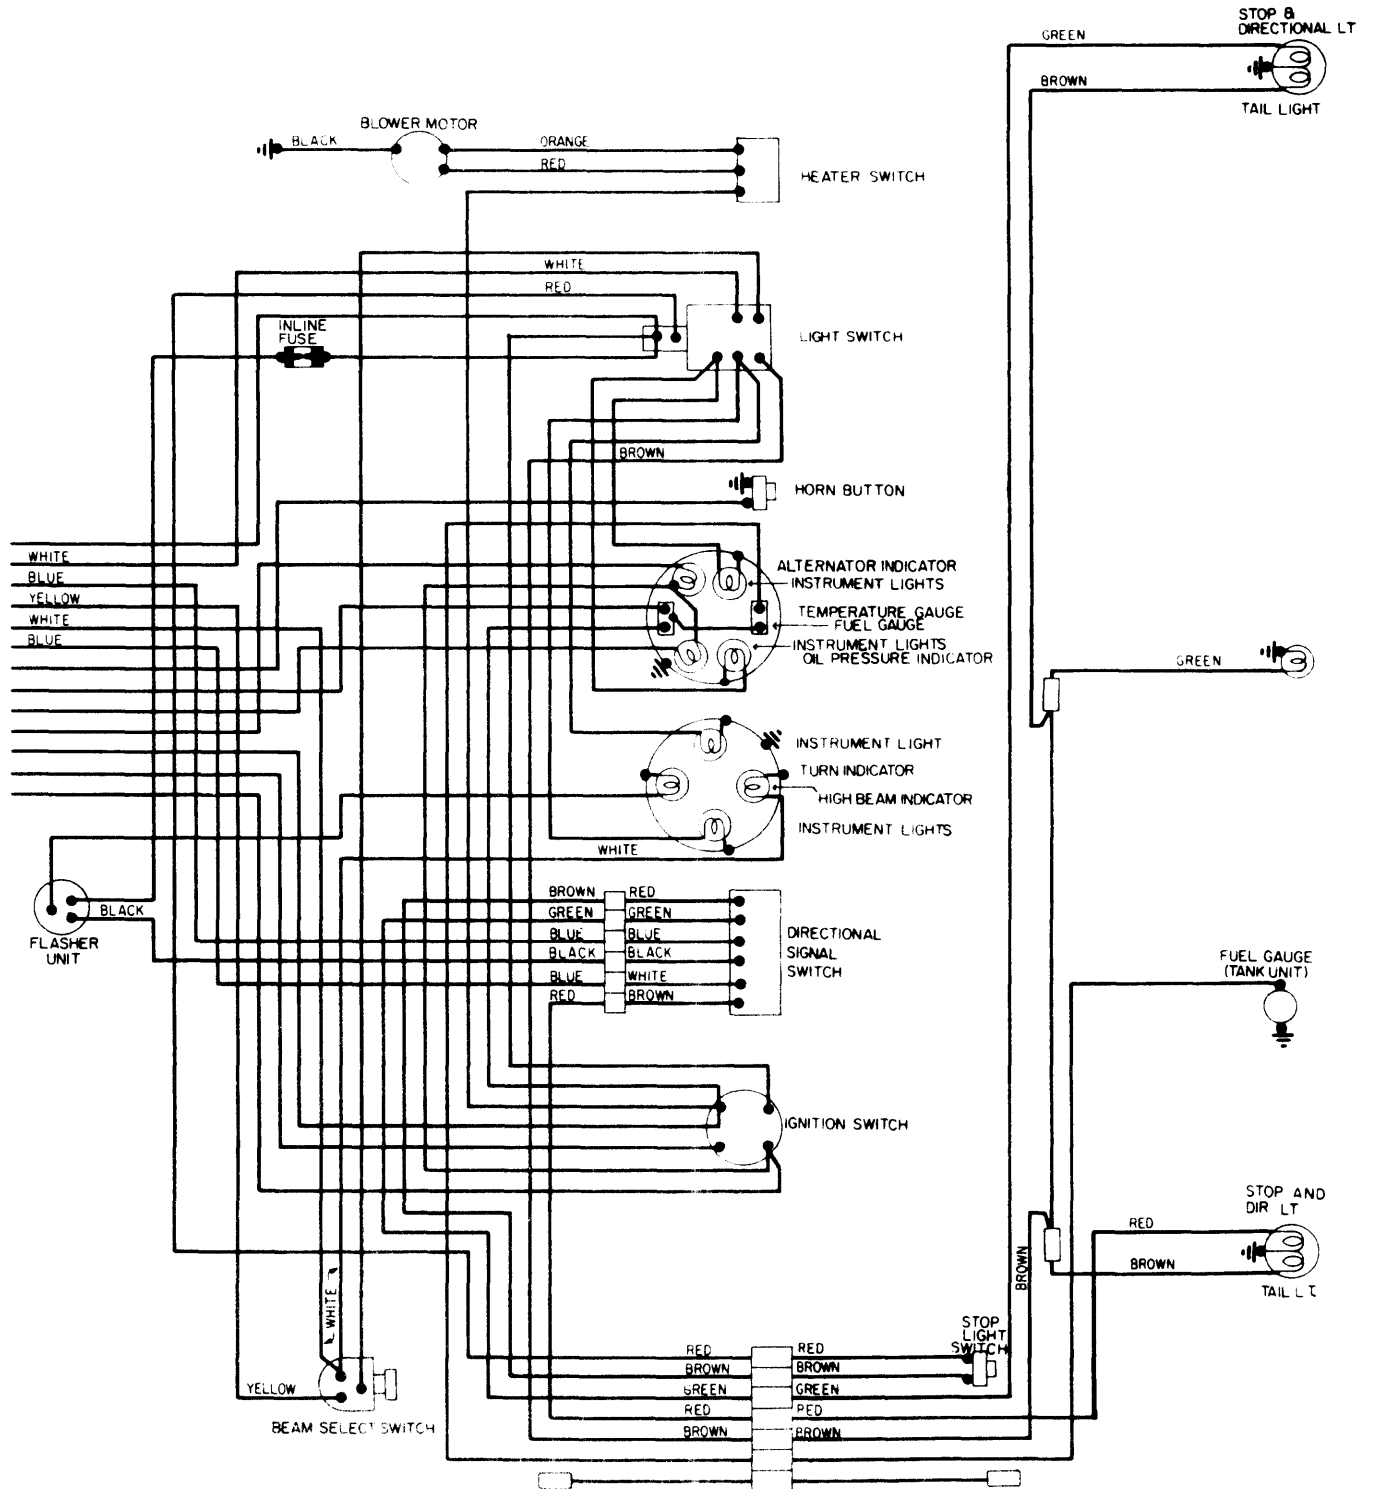 STOP &
DIRECTIONAL LT
GREEN
BROWN
TAIL LIGHT
BLOWER MOTOR
BLACK
ORANGE
RED
HEATER SWITCH
WHITE
RED
INLINE
FUSE
LIGHT SWITCH
BROWN
HORN BUTTON
WHITE
BLUE
YELLOW
WHITE
BLUE
ALTERNATOR INDICATOR
INSTRUMENT LIGHTS
TEMPERATURE GAUGE
FUEL GAUGE
INSTRUMENT LIGHTS
OIL PRESSURE INDICATOR
GREEN
INSTRUMENT LIGHT
TURN INDICATOR
HIGH BEAM INDICATOR
INSTRUMENT LIGHTS
WHITE
BLACK
FLASHER
UNIT
BROWN RED
GREEN GREEN
BLUE BLUE
BLACK BLACK
BLUE WHITE
RED BROWN
DIRECTIONAL
SIGNAL
SWITCH
FUEL GAUGE
(TANK UNIT)
IGNITION SWITCH
STOP AND
DIR LT
RED
BROWN
BROWN
TAIL LT
WHITE
YELLOW
BEAM SELECT SWITCH
STOP
LIGHT
SWITCH
RED RED
BROWN BROWN
GREEN GREEN
RED RED
BROWN BROWN